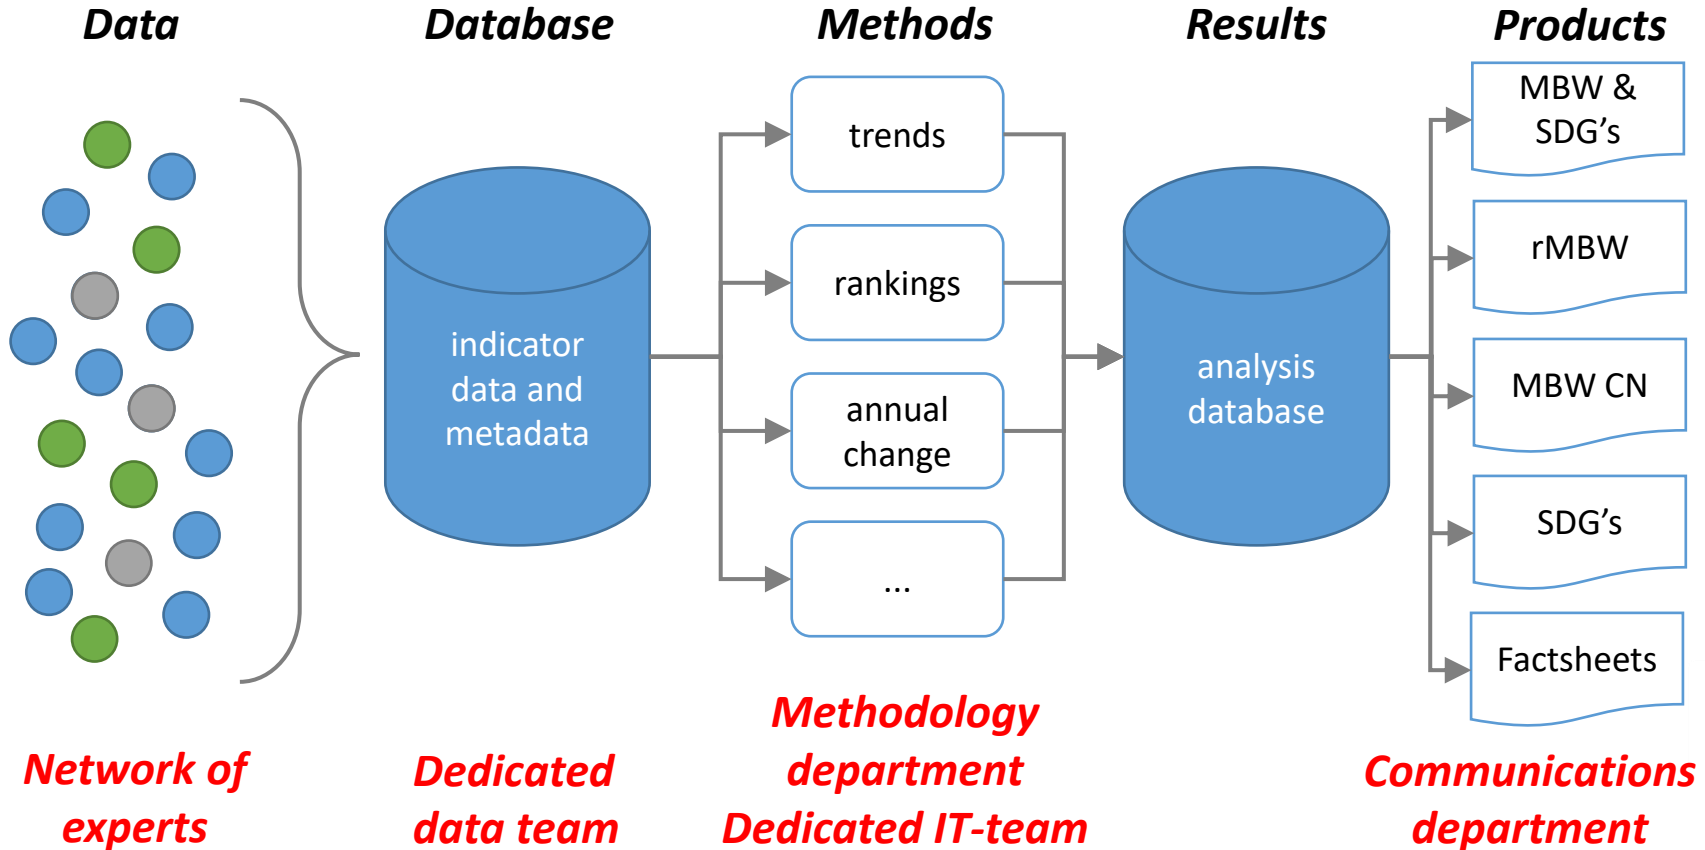 Data
Database
Methods
Results
Products
indicator
data and
metadata
trends
rankings
annual
change
...
analysis
database
MBW &
SDG’s
rMBW
MBW CN
SDG’s
Factsheets
Network of
experts
Dedicated
data team
Methodology
department
Dedicated IT-team
Communications
department